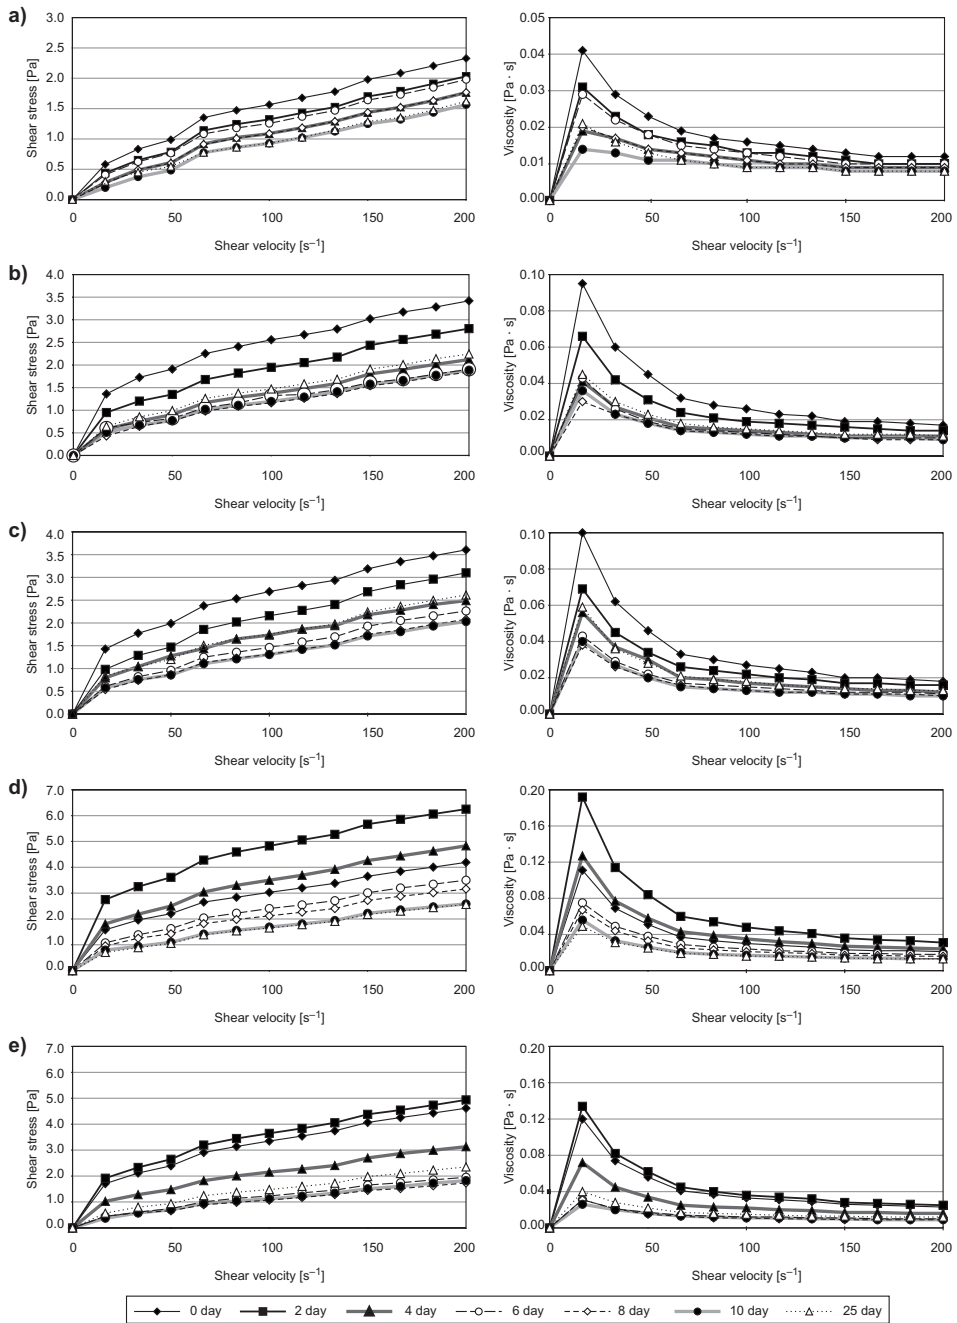 a)
Shear stress [Pa]
3.0
2.5
2.0
1.5
1.0
0.5
0.0
0 50 100 150 200
Shear velocity [s⁻¹]
Viscosity [Pa · s]
0.05
0.04
0.03
0.02
0.01
0.00
0 50 100 150 200
Shear velocity [s⁻¹]
b)
Shear stress [Pa]
4.0
3.5
3.0
2.5
2.0
1.5
1.0
0.5
0.0
0 50 100 150 200
Shear velocity [s⁻¹]
Viscosity [Pa · s]
0.10
0.08
0.06
0.04
0.02
0.00
0 50 100 150 200
Shear velocity [s⁻¹]
c)
Shear stress [Pa]
4.0
3.5
3.0
2.5
2.0
1.5
1.0
0.5
0.0
0 50 100 150 200
Shear velocity [s⁻¹]
Viscosity [Pa · s]
0.10
0.08
0.06
0.04
0.02
0.00
0 50 100 150 200
Shear velocity [s⁻¹]
d)
Shear stress [Pa]
7.0
6.0
5.0
4.0
3.0
2.0
1.0
0.0
0 50 100 150 200
Shear velocity [s⁻¹]
Viscosity [Pa · s]
0.20
0.16
0.12
0.08
0.04
0.00
0 50 100 150 200
Shear velocity [s⁻¹]
e)
Shear stress [Pa]
7.0
6.0
5.0
4.0
3.0
2.0
1.0
0.0
0 50 100 150 200
Shear velocity [s⁻¹]
Viscosity [Pa · s]
0.20
0.16
0.12
0.08
0.04
0.00
0 50 100 150 200
Shear velocity [s⁻¹]
0 day 2 day 4 day 6 day 8 day 10 day 25 day